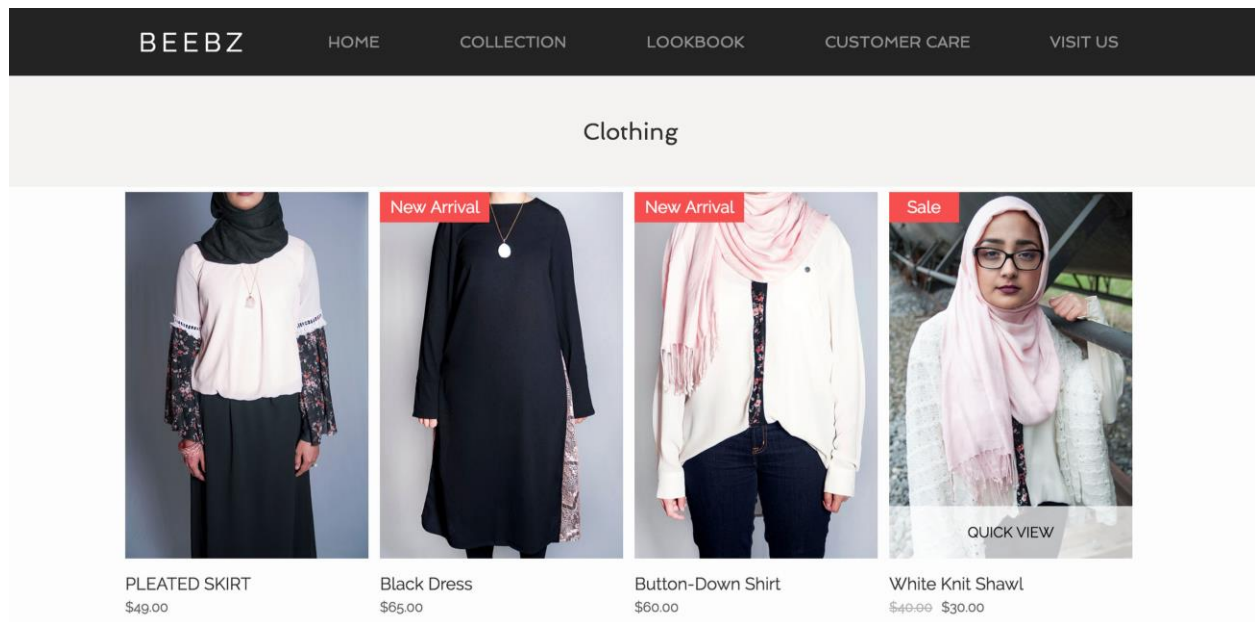 BEEBZ HOME COLLECTION LOOKBOOK CUSTOMER CARE VISIT US
Clothing
New Arrival
New Arrival
Sale
QUICK VIEW
PLEATED SKIRT
$49.00
Black Dress
$65.00
Button-Down Shirt
$60.00
White Knit Shawl
$40.00 $30.00